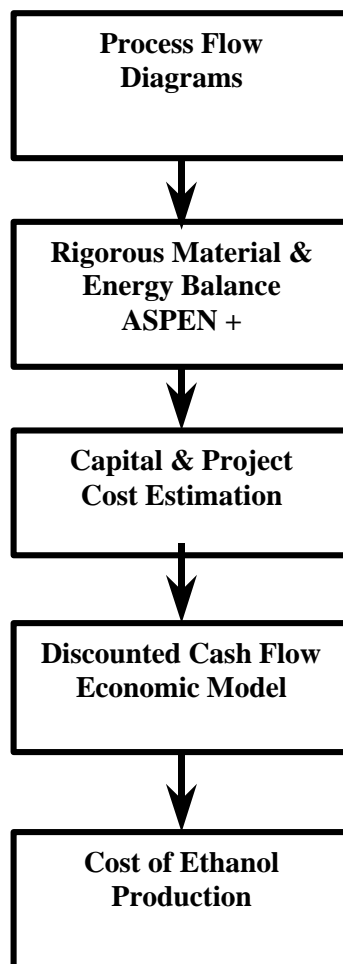 Process Flow
Diagrams
Rigorous Material &
Energy Balance
ASPEN +
Capital & Project
Cost Estimation
Discounted Cash Flow
Economic Model
Cost of Ethanol
Production